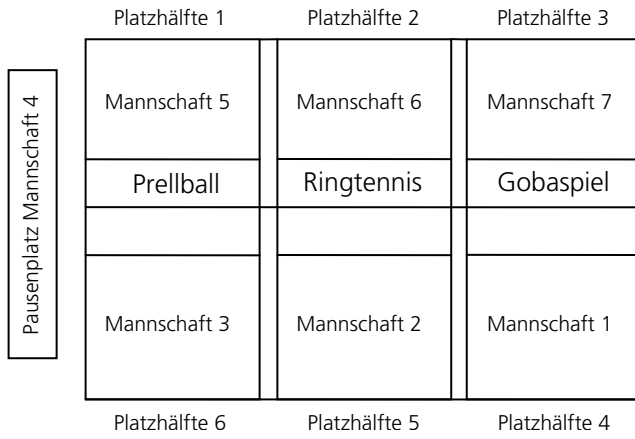 Platzhälfte 1 Platzhälfte 2 Platzhälfte 3
Pausenplatz Mannschaft 4
Mannschaft 5 Mannschaft 6 Mannschaft 7
Prellball Ringtennis Gobaspiel
Mannschaft 3 Mannschaft 2 Mannschaft 1
Platzhälfte 6 Platzhälfte 5 Platzhälfte 4